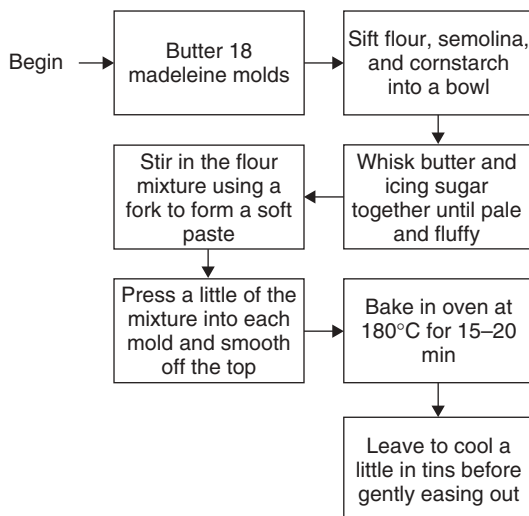 Begin
Butter 18
madeleine molds
Sift flour, semolina,
and cornstarch
into a bowl
Whisk butter and
icing sugar
together until pale
and fluffy
Stir in the flour
mixture using a
fork to form a soft
paste
Press a little of the
mixture into each
mold and smooth
off the top
Bake in oven at
180°C for 15–20
min
Leave to cool a
little in tins before
gently easing out